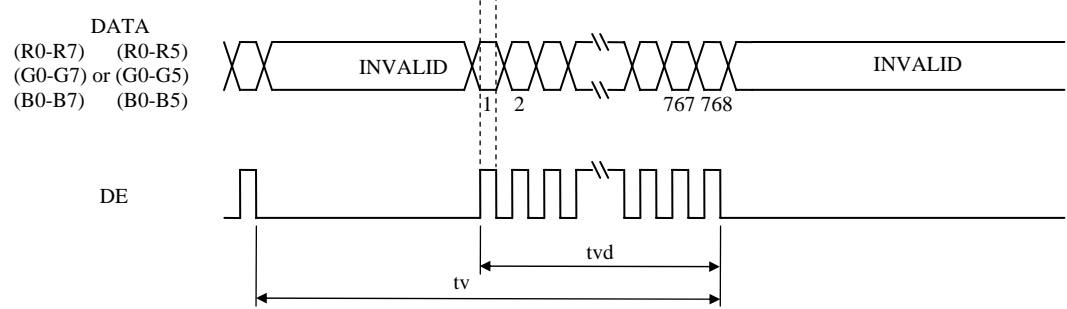 DATA
(R0-R7) (R0-R5)
(G0-G7) or (G0-G5)
(B0-B7) (B0-B5)
INVALID
INVALID
1 2 767 768
DE
tvd
tv